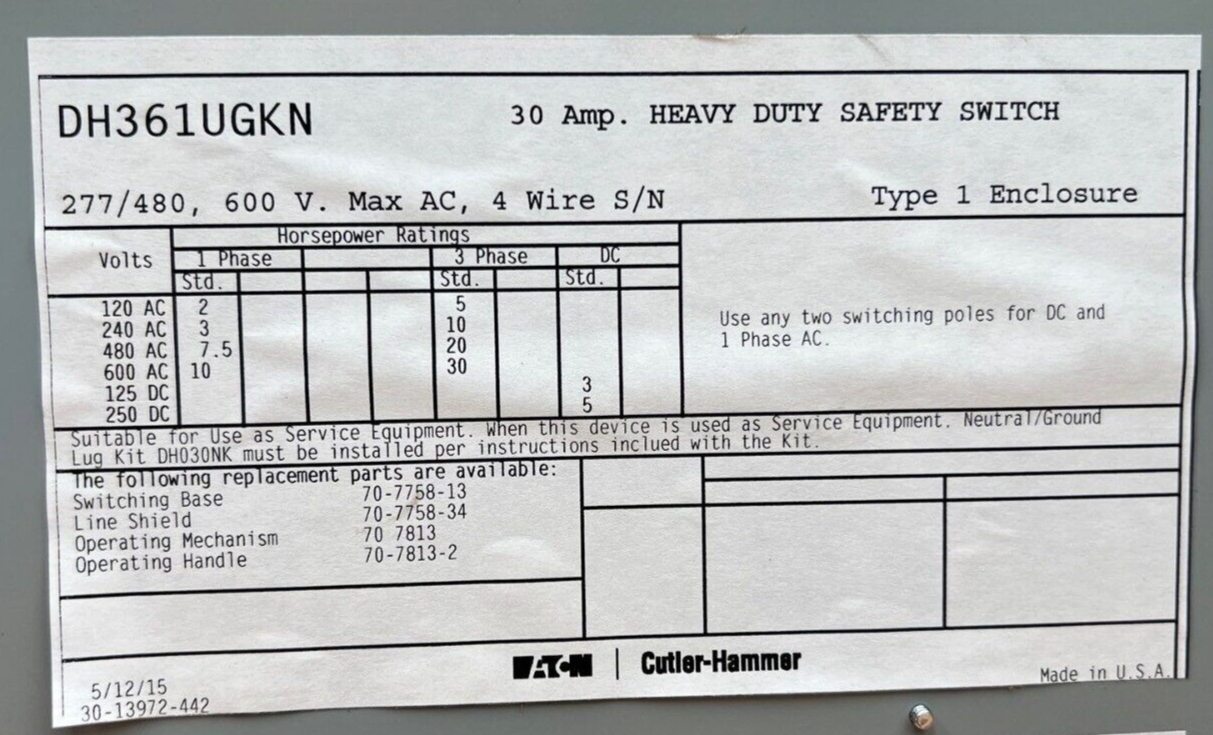 DH361UGKN 30 Amp. HEAVY DUTY SAFETY SWITCH
277/480, 600 V. Max AC, 4 Wire S/N Type 1 Enclosure
Horsepower Ratings
Volts 1 Phase 3 Phase DC
Std. Std. Std.
120 AC 2 5
240 AC 3 10
480 AC 7.5 20
600 AC 10 30
125 DC 3
250 DC 5
Use any two switching poles for DC and
1 Phase AC.
Suitable for Use as Service Equipment. When this device is used as Service Equipment. Neutral/Ground
Lug Kit DH030NK must be installed per instructions inclued with the Kit.
The following replacement parts are available:
Switching Base 70-7758-13
Line Shield 70-7758-34
Operating Mechanism 70 7813
Operating Handle 70-7813-2
EATON | Cutler-Hammer
5/12/15
30-13972-442
Made in U.S.A.